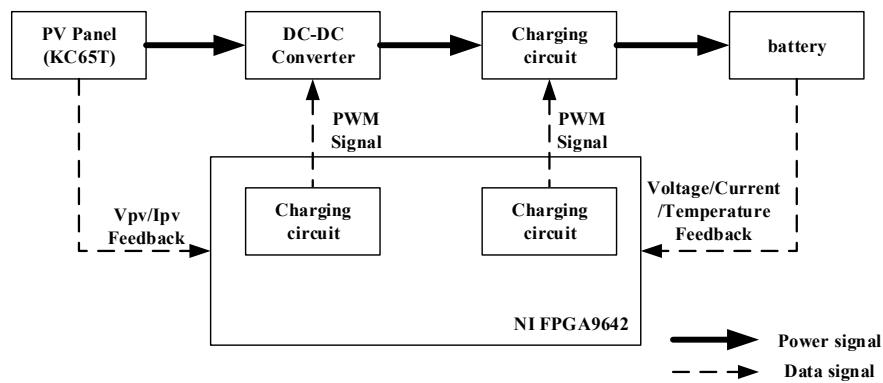 PV Panel
(KC65T)
DC-DC
Converter
Charging
circuit
battery
PWM
Signal
PWM
Signal
Vpv/Ipv
Feedback
Charging
circuit
Charging
circuit
Voltage/Current
/Temperature
Feedback
NI FPGA9642
Power signal
Data signal